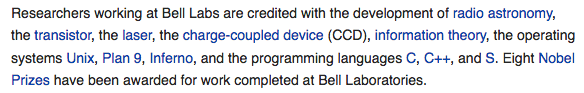 Researchers working at Bell Labs are credited with the development of radio astronomy,
the transistor, the laser, the charge-coupled device (CCD), information theory, the operating
systems Unix, Plan 9, Inferno, and the programming languages C, C++, and S. Eight Nobel
Prizes have been awarded for work completed at Bell Laboratories.